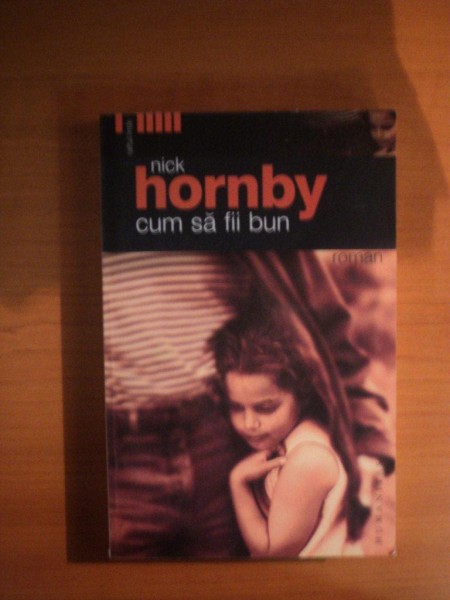 nick
hornby
cum să fii bun
roman